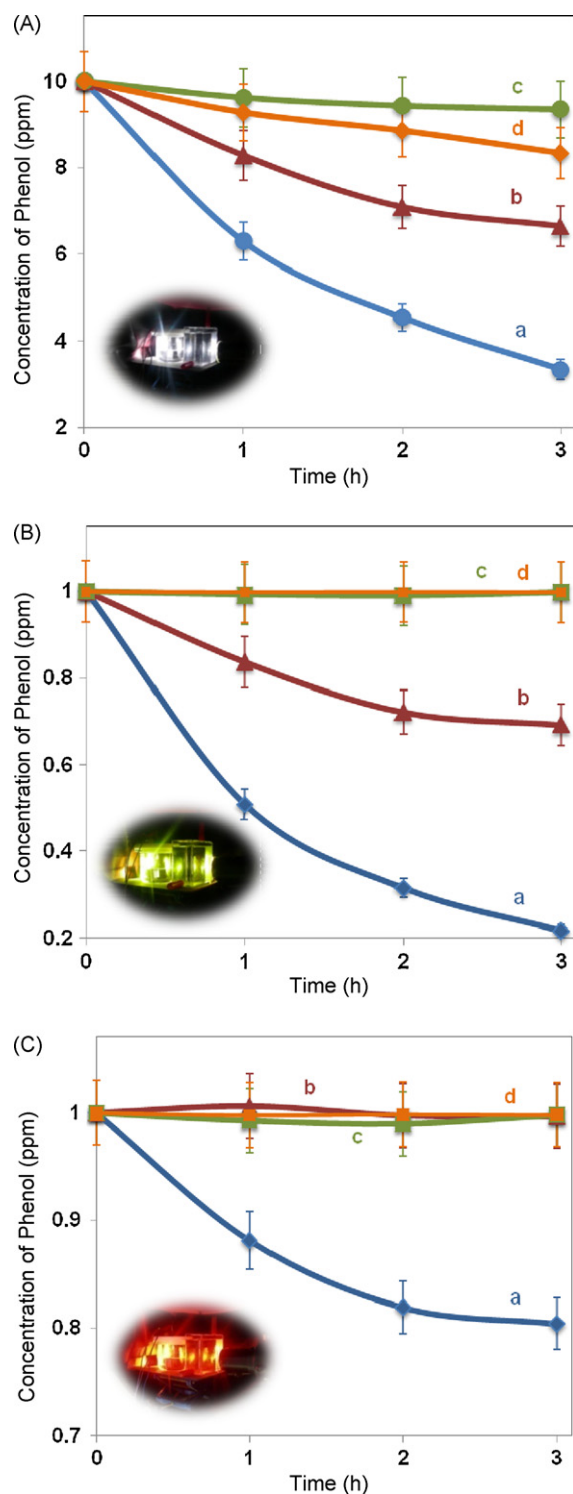 (A)
Concentration of Phenol (ppm)
10
8
6
4
2
c
d
b
a
0
1
2
3
Time (h)
(B)
Concentration of Phenol (ppm)
1
0.8
0.6
0.4
0.2
c
d
b
a
0
1
2
3
Time (h)
(C)
Concentration of Phenol (ppm)
1
0.9
0.8
0.7
b
d
c
a
0
1
2
3
Time (h)